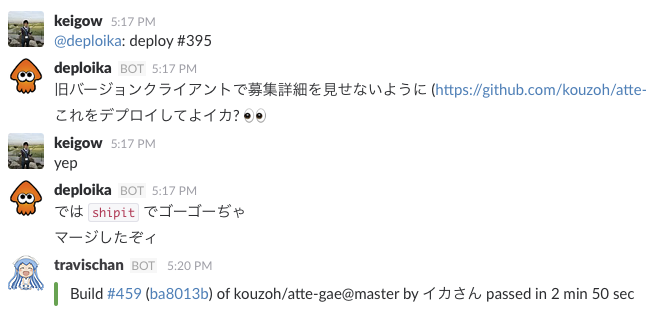 keigow 5:17 PM
@deploika: deploy #395
deploika BOT 5:17 PM
旧バージョンクライアントで募集詳細を見せないように (https://github.com/kouzoh/atte-
これをデプロイしてよイカ? 👀
keigow 5:17 PM
yep
deploika BOT 5:17 PM
では shipit でゴーゴーぢゃ
マージしたぞィ
travischan BOT 5:20 PM
Build #459 (ba8013b) of kouzoh/atte-gae@master by イカさん passed in 2 min 50 sec